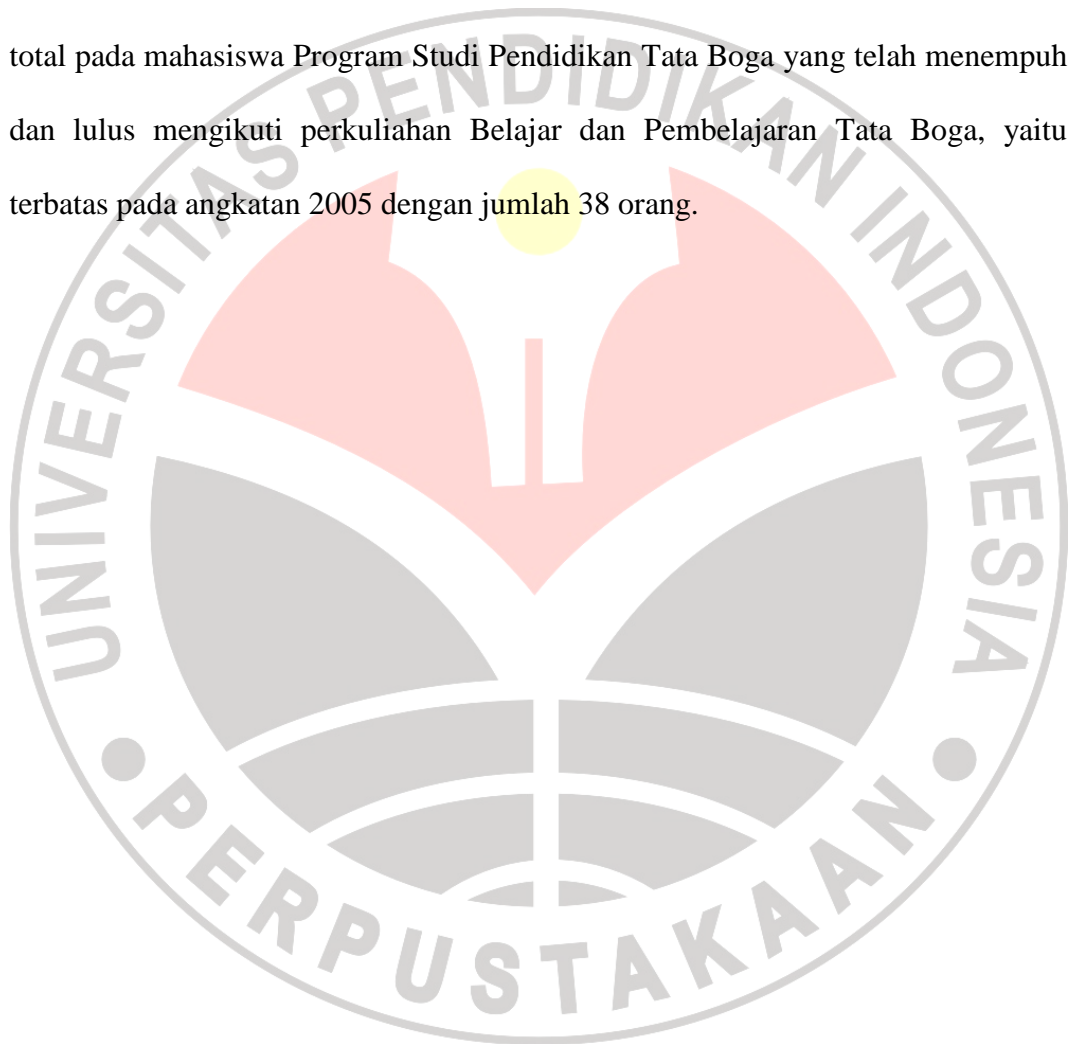 total pada mahasiswa Program Studi Pendidikan Tata Boga yang telah menempuh
dan lulus mengikuti perkuliahan Belajar dan Pembelajaran Tata Boga, yaitu
terbatas pada angkatan 2005 dengan jumlah 38 orang.
UNIVERSITAS PENDIDIKAN INDONESIA
PERPUSTAKAAN